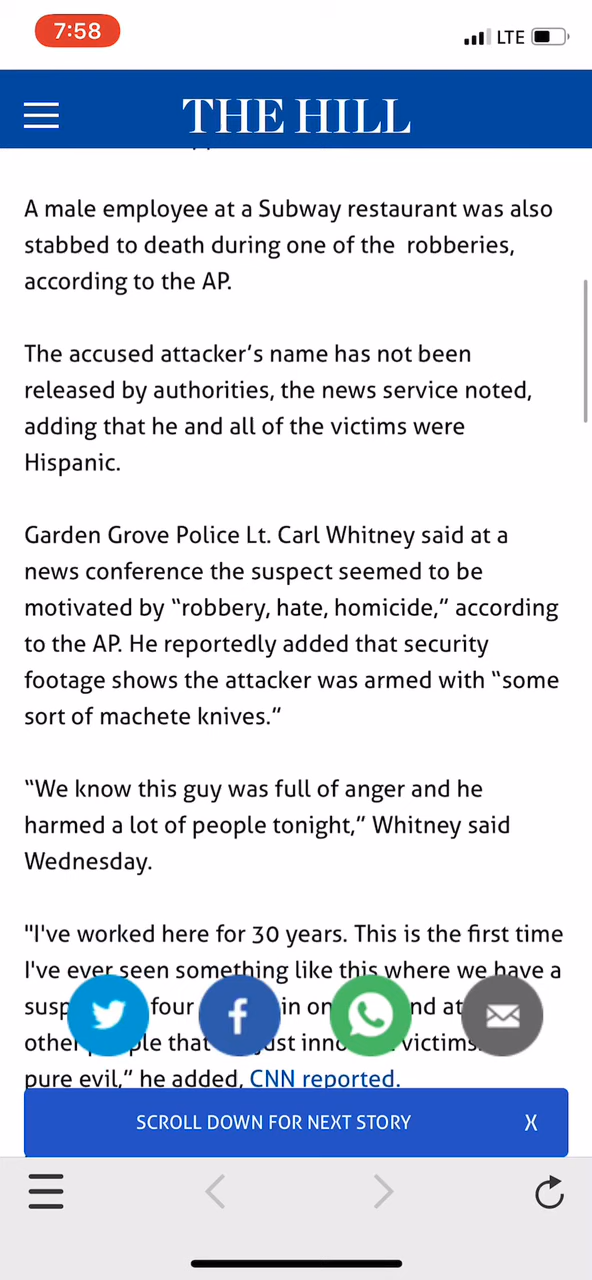 7:58
LTE
THE HILL
A male employee at a Subway restaurant was also
stabbed to death during one of the robberies,
according to the AP.
The accused attacker’s name has not been
released by authorities, the news service noted,
adding that he and all of the victims were
Hispanic.
Garden Grove Police Lt. Carl Whitney said at a
news conference the suspect seemed to be
motivated by “robbery, hate, homicide,” according
to the AP. He reportedly added that security
footage shows the attacker was armed with “some
sort of machete knives.”
“We know this guy was full of anger and he
harmed a lot of people tonight,” Whitney said
Wednesday.
"I've worked here for 30 years. This is the first time
I've ever seen something like this where we have a
four in
that victims
pure evil,” he added, CNN reported.
SCROLL DOWN FOR NEXT STORY X